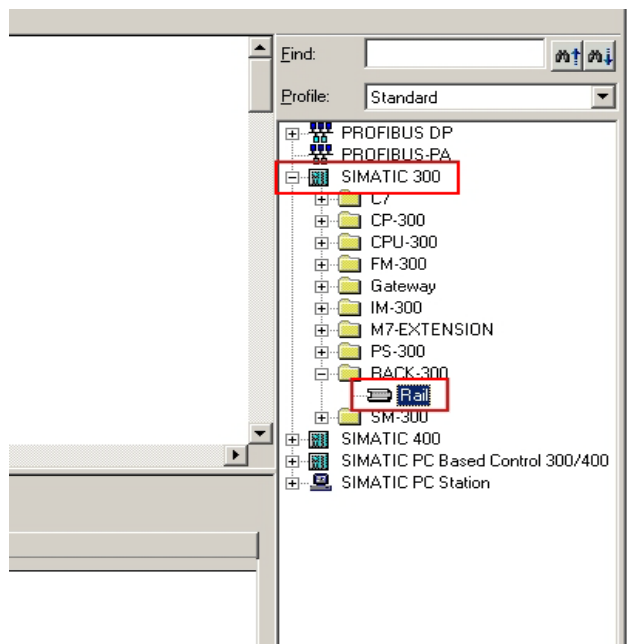 Find:
Profile: Standard
PROFIBUS DP
PROFIBUS-PA
SIMATIC 300
C7
CP-300
CPU-300
FM-300
Gateway
IM-300
M7-EXTENSION
PS-300
RACK-300
Rail
SM-300
SIMATIC 400
SIMATIC PC Based Control 300/400
SIMATIC PC Station